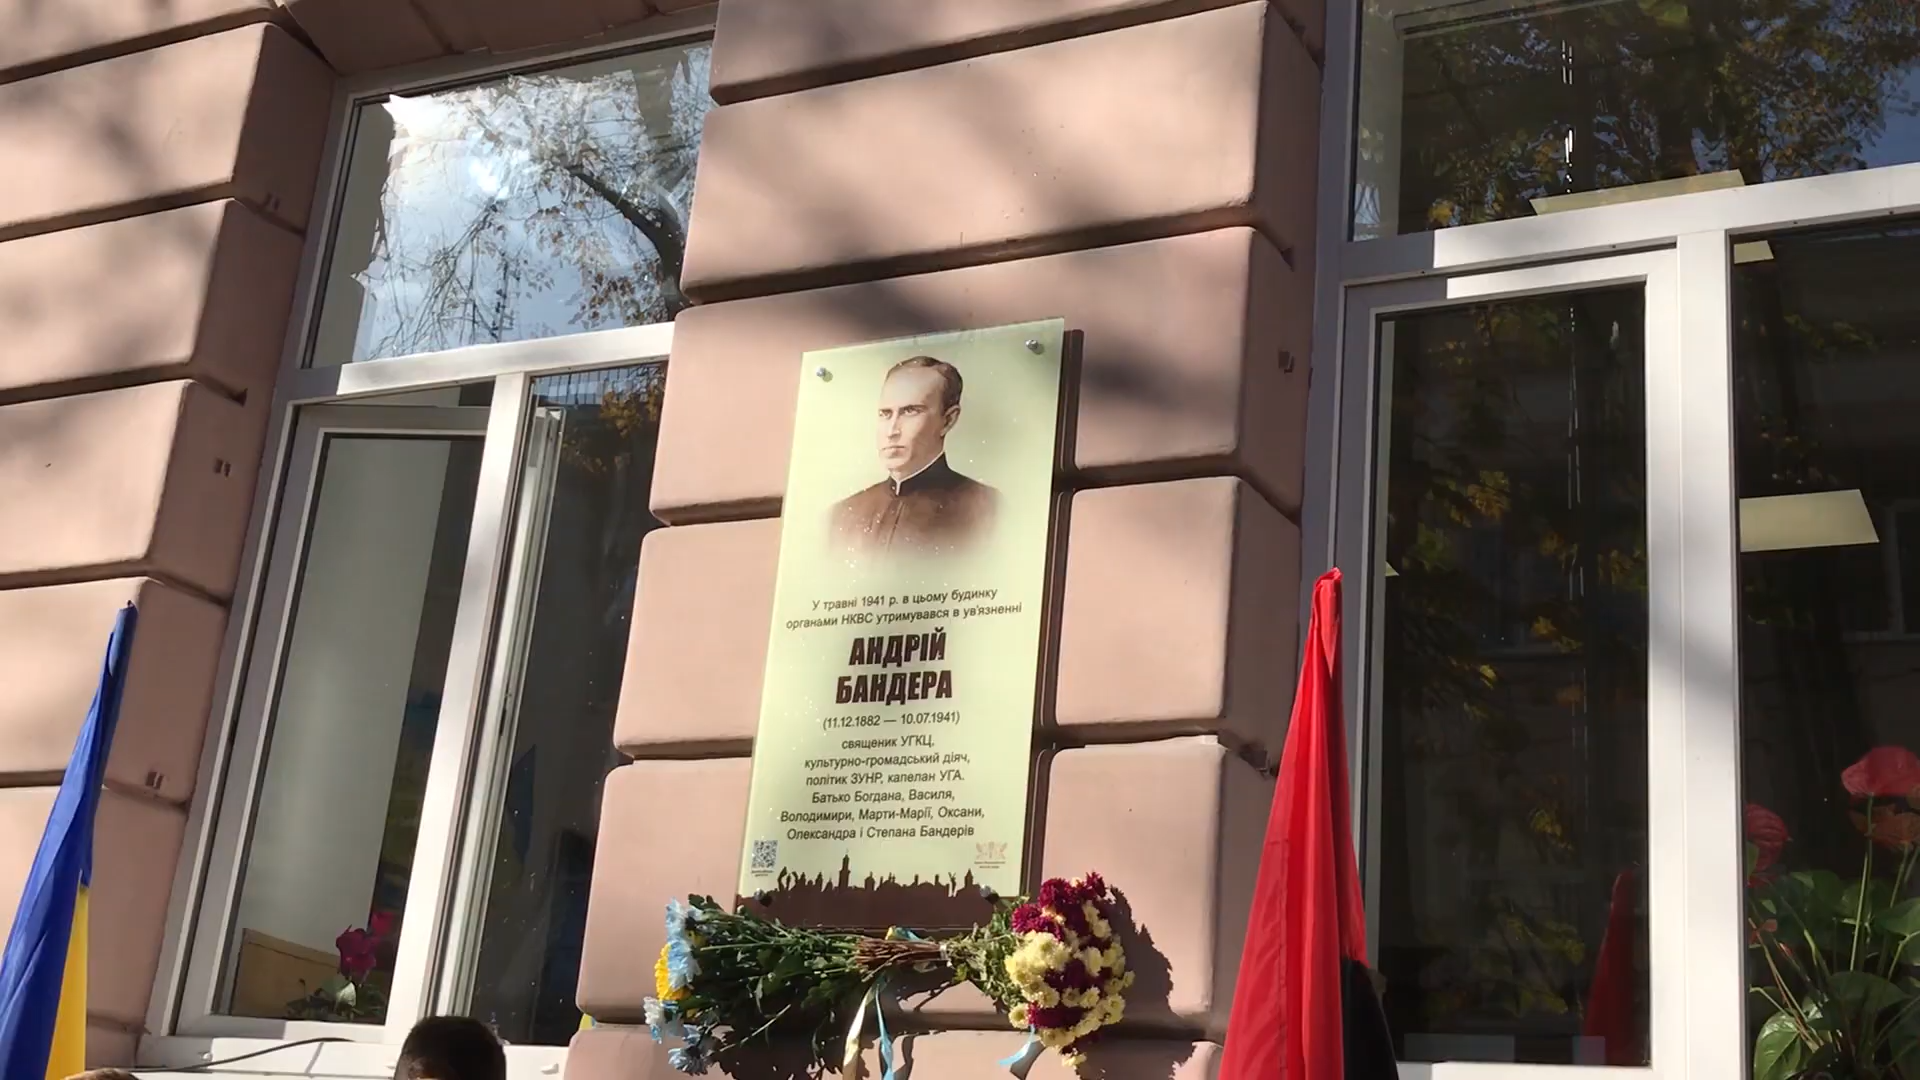 У травні 1941 р. в цьому будинку
органами НКВС утримувався в ув'язненні
АНДРІЙ
БАНДЕРА
(11.12.1882 — 10.07.1941)
священик УГКЦ,
культурно-громадський діяч,
політик ЗУНР, капелан УГА.
Батько Богдана, Василя,
Володимири, Марти-Марії, Оксани,
Олександра і Степана Бандерів